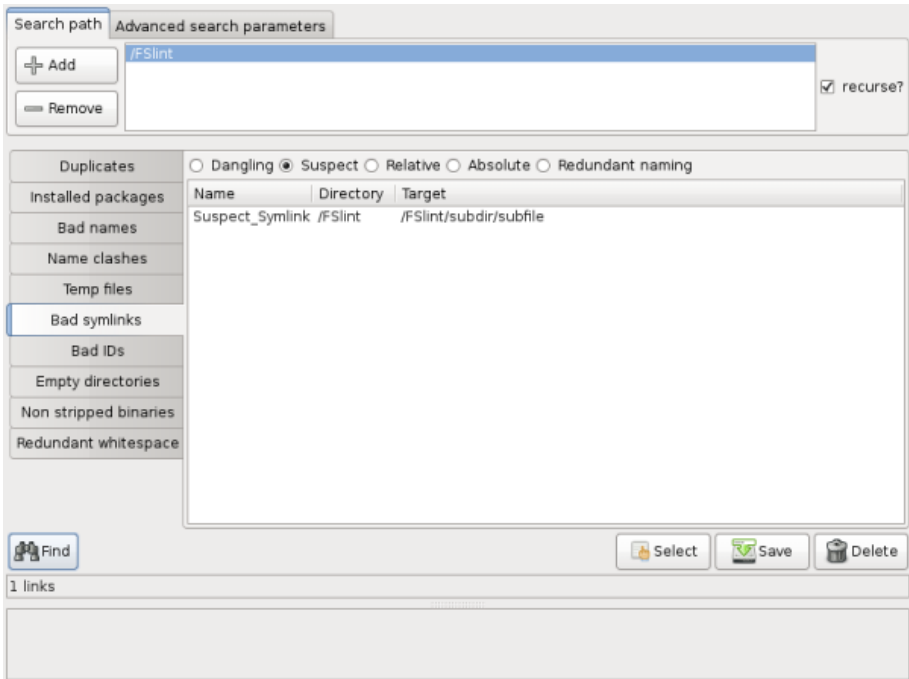 Search path Advanced search parameters
/FSlint
Add
recurse?
Remove
Duplicates
Dangling Suspect Relative Absolute Redundant naming
Installed packages
Name Directory Target
Suspect_Symlink /FSlint /FSlint/subdir/subfile
Bad names
Name clashes
Temp files
Bad symlinks
Bad IDs
Empty directories
Non stripped binaries
Redundant whitespace
Find Select Save Delete
1 links